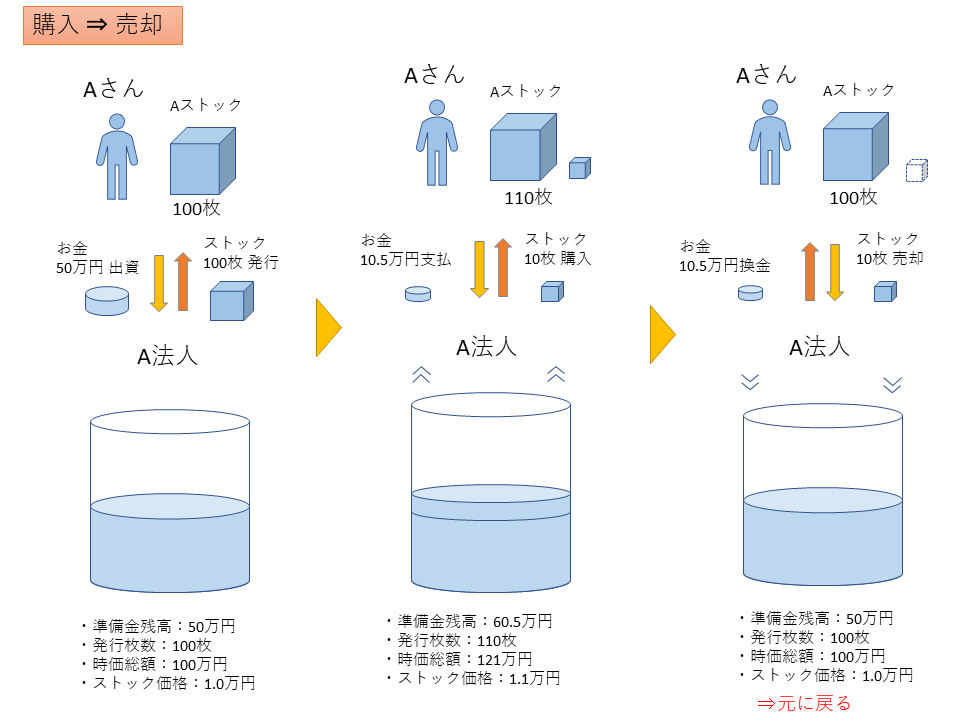 購入 ⇒ 売却
Aさん
Aストック
100枚
お金
50万円 出資
ストック
100枚 発行
A法人
・準備金残高：50万円
・発行枚数：100枚
・時価総額：100万円
・ストック価格：1.0万円
Aさん
Aストック
110枚
お金
10.5万円支払
ストック
10枚 購入
A法人
・準備金残高：60.5万円
・発行枚数：110枚
・時価総額：121万円
・ストック価格：1.1万円
Aさん
Aストック
100枚
お金
10.5万円換金
ストック
10枚 売却
A法人
・準備金残高：50万円
・発行枚数：100枚
・時価総額：100万円
・ストック価格：1.0万円
⇒元に戻る